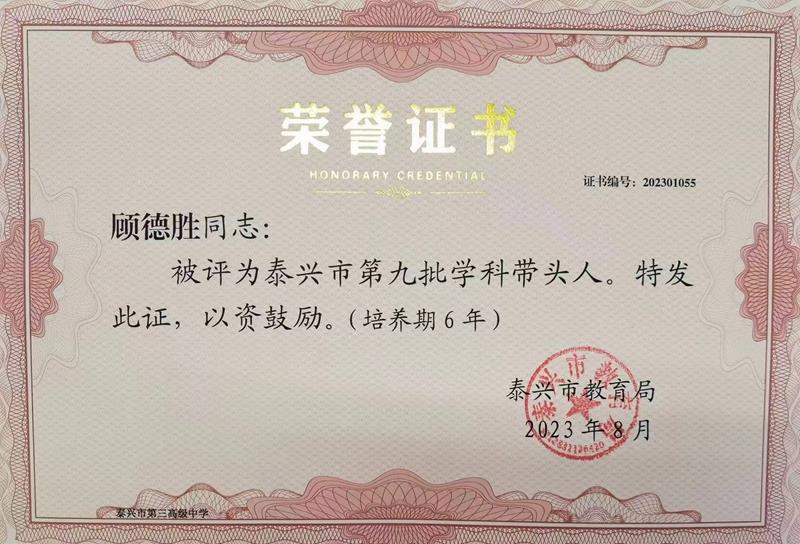 荣誉证书
HONORARY CREDENTIAL
证书编号：202301055
顾德胜同志：
被评为泰兴市第九批学科带头人。特发
此证，以资鼓励。（培养期6年）
泰兴市教育局
2023年8月
泰兴市第三高级中学